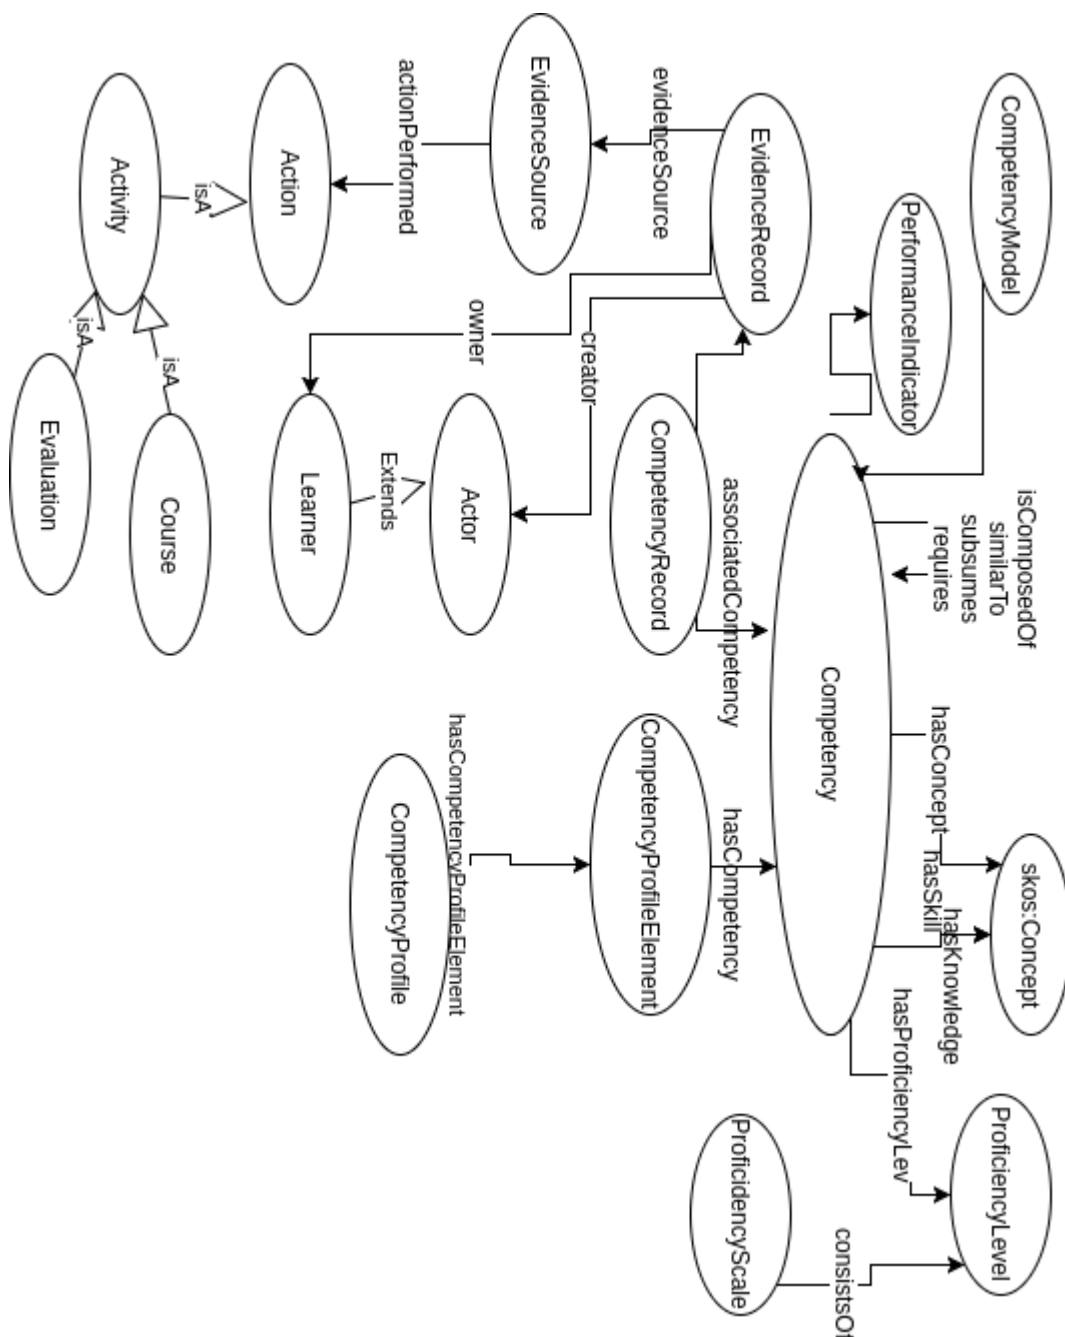 CompetencyModel
skos:Concept
ProficiencyLevel
isComposedOf
similarTo
subsumes
requires
hasConcept
hasKnowledge
hasSkill
PerformanceIndicator
hasProficiencyLev
Competency
consistsOf
EvidenceRecord
associatedCompetency
hasCompetency
ProficidencyScale
evidenceSource
CompetencyRecord
CompetencyProfileElement
creator
EvidenceSource
owner
Actor
hasCompetencyProfileElement
actionPerformed
Extends
CompetencyProfile
Learner
Action
isA
isA
Course
Activity
isA
Evaluation